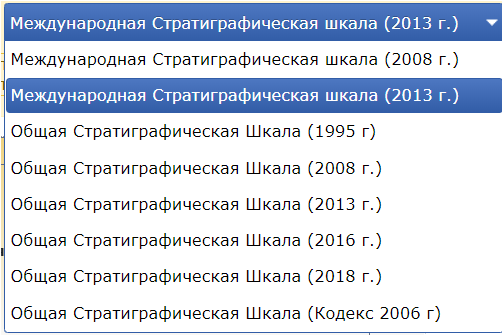 Международная Стратиграфическая шкала (2013 г.)
Международная Стратиграфическая шкала (2008 г.)
Международная Стратиграфическая шкала (2013 г.)
Общая Стратиграфическая Шкала (1995 г)
Общая Стратиграфическая Шкала (2008 г.)
Общая Стратиграфическая Шкала (2013 г.)
Общая Стратиграфическая Шкала (2016 г.)
Общая Стратиграфическая Шкала (2018 г.)
Общая Стратиграфическая Шкала (Кодекс 2006 г)